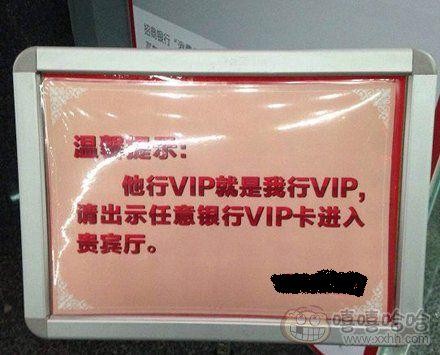 温馨提示：
他行VIP就是我行VIP，
请出示任意银行VIP卡进入
贵宾厅。
嘻嘻哈哈
www.xxhh.com